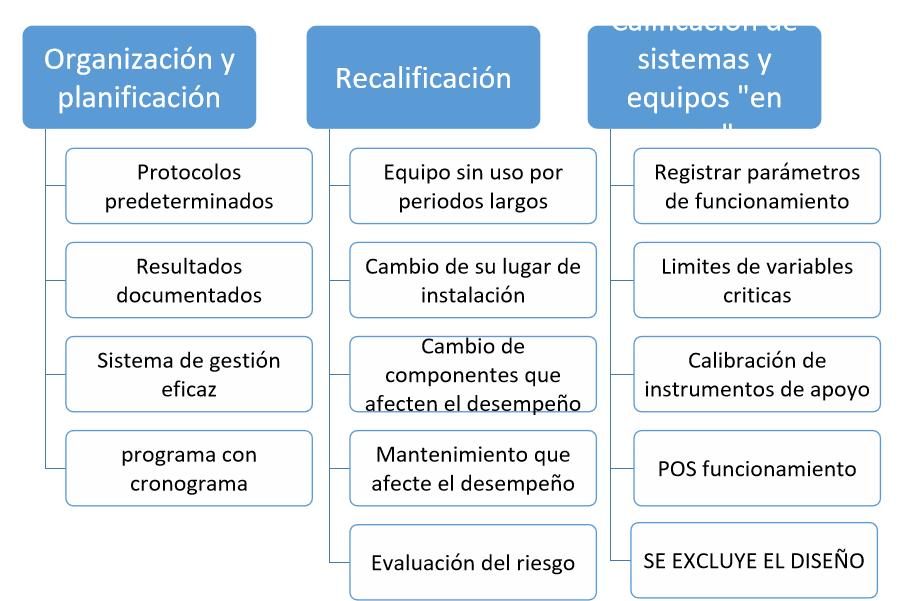 Organización y
planificación
Protocolos
predeterminados
Resultados
documentados
Sistema de gestión
eficaz
programa con
cronograma
Recalificación
Equipo sin uso por
periodos largos
Cambio de su lugar de
instalación
Cambio de
componentes que
afecten el desempeño
Mantenimiento que
afecte el desempeño
Evaluación del riesgo
Calificación de
sistemas y
equipos "en
Registrar parámetros
de funcionamiento
Limites de variables
criticas
Calibración de
instrumentos de apoyo
POS funcionamiento
SE EXCLUYE EL DISEÑO